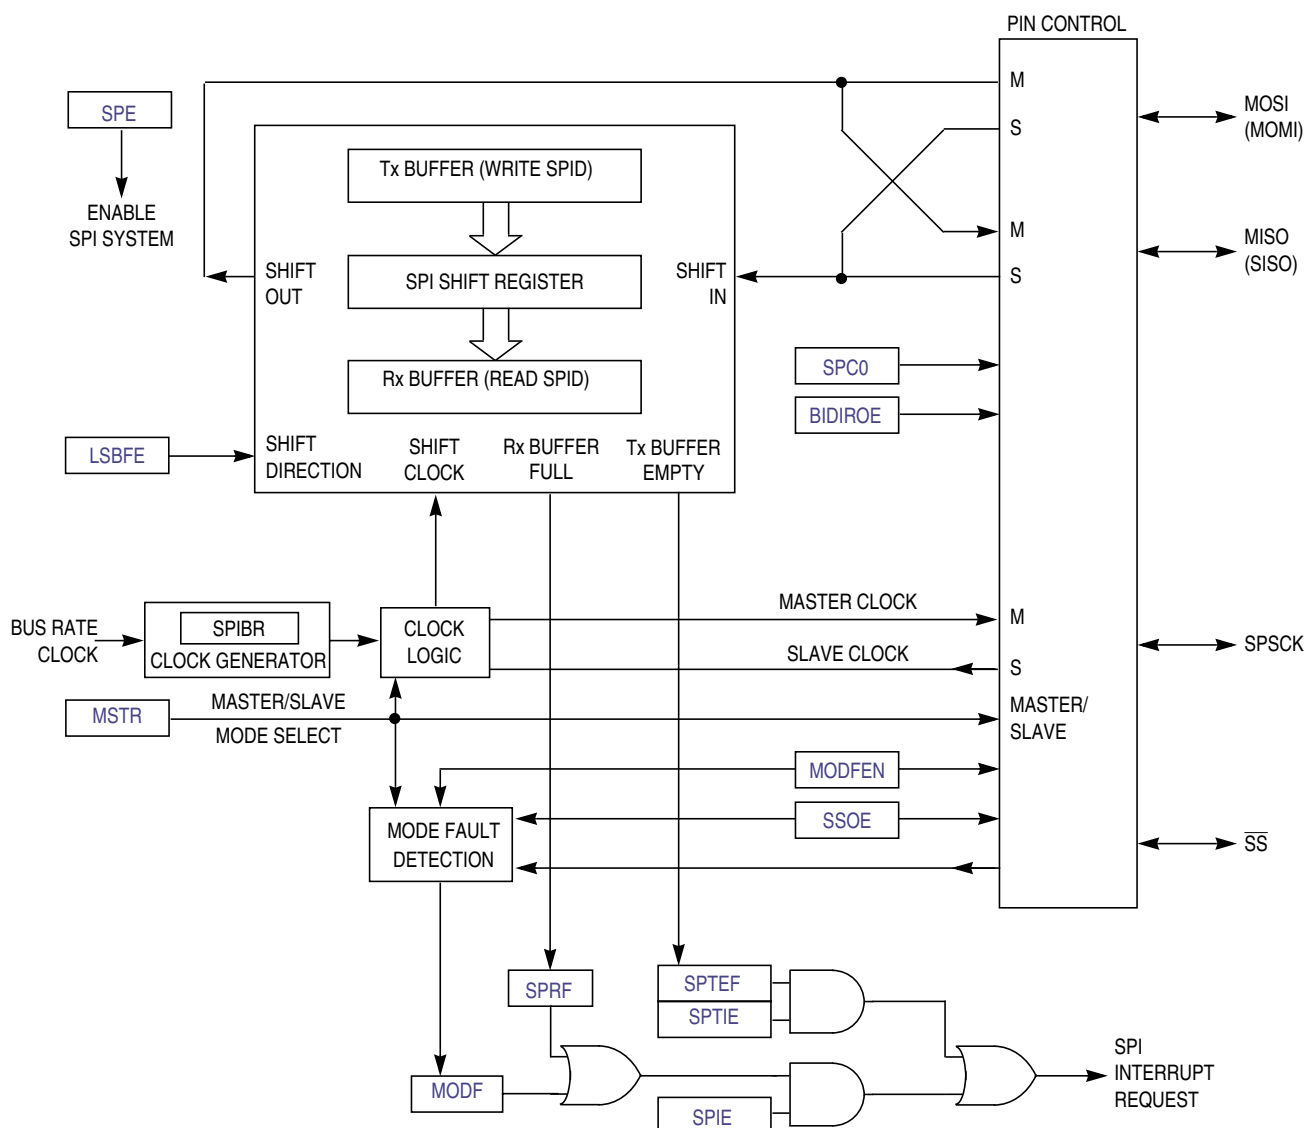 PIN CONTROL
M
SPE
MOSI
(MOMI)
S
Tx BUFFER (WRITE SPID)
ENABLE
SPI SYSTEM
M
MISO
(SISO)
SHIFT
OUT
SPI SHIFT REGISTER
SHIFT
IN
S
SPC0
Rx BUFFER (READ SPID)
BIDIROE
LSBFE
SHIFT
DIRECTION
SHIFT
CLOCK
Rx BUFFER
FULL
Tx BUFFER
EMPTY
MASTER CLOCK
M
BUS RATE
CLOCK
SPIBR
CLOCK GENERATOR
CLOCK
LOGIC
SPSCK
SLAVE CLOCK
S
MSTR
MASTER/SLAVE
MODE SELECT
MASTER/
SLAVE
MODFEN
SSOE
MODE FAULT
DETECTION
SS
SPRF
SPTEF
SPTIE
MODF
SPIE
SPI
INTERRUPT
REQUEST